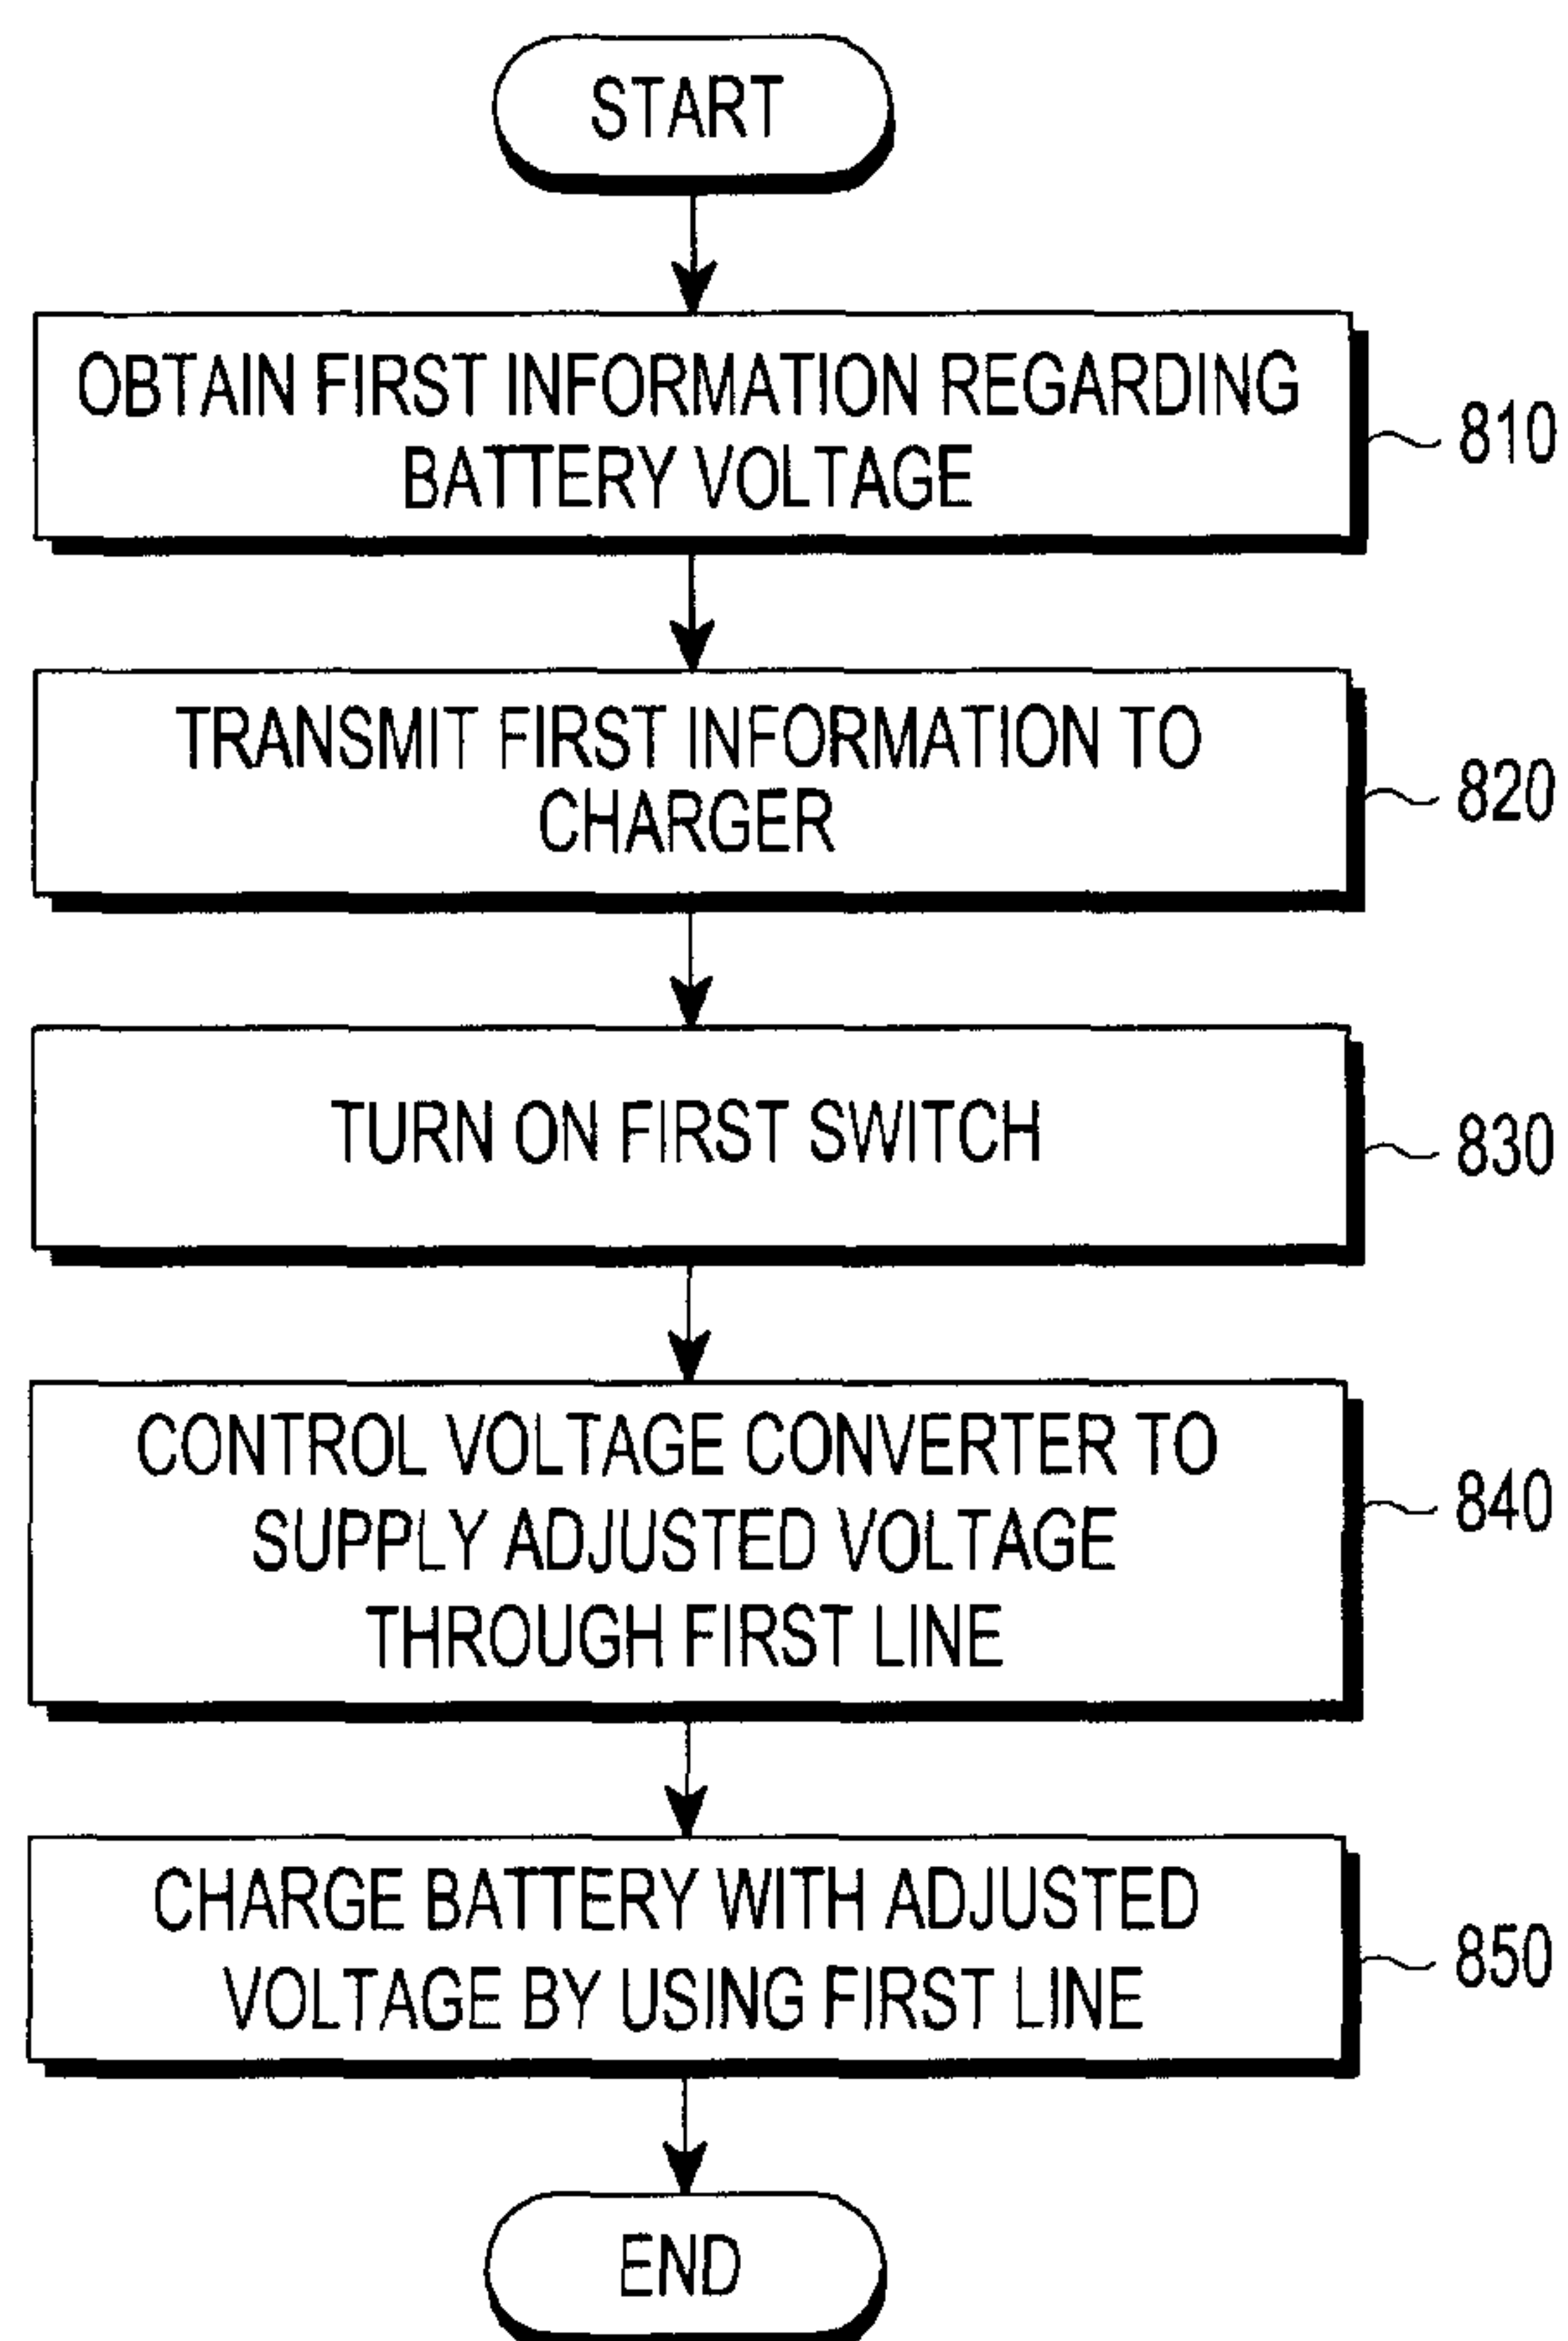 START
OBTAIN FIRST INFORMATION REGARDING
BATTERY VOLTAGE
810
TRANSMIT FIRST INFORMATION TO
CHARGER
820
TURN ON FIRST SWITCH
830
CONTROL VOLTAGE CONVERTER TO
SUPPLY ADJUSTED VOLTAGE
THROUGH FIRST LINE
840
CHARGE BATTERY WITH ADJUSTED
VOLTAGE BY USING FIRST LINE
850
END